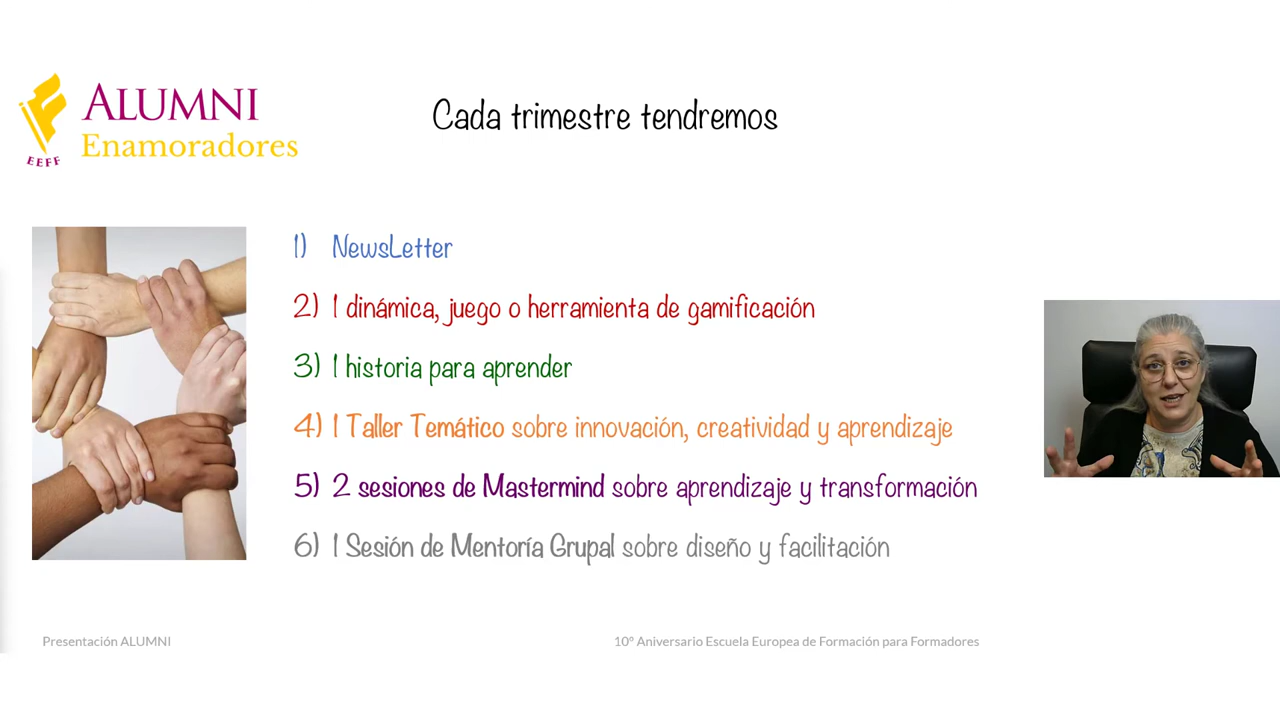 ALUMNI
Enamoradores
EEFF
Cada trimestre tendremos
1) NewsLetter
2) 1 dinámica, juego o herramienta de gamificación
3) 1 historia para aprender
4) 1 Taller Temático sobre innovación, creatividad y aprendizaje
5) 2 sesiones de Mastermind sobre aprendizaje y transformación
6) 1 Sesión de Mentoría Grupal sobre diseño y facilitación
Presentación ALUMNI
10º Aniversario Escuela Europea de Formación para Formadores